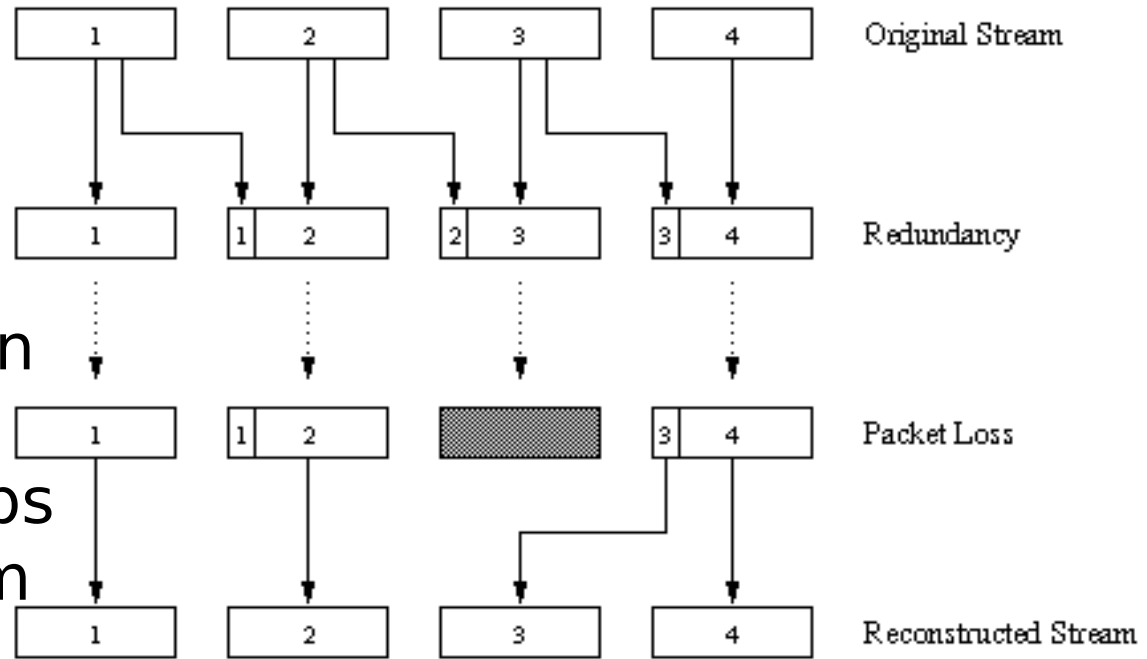 1 2 3 4 Original Stream
1 1 2 2 3 3 4 Redundancy
n
1 1 2 3 4 Packet Loss
os
m
1 2 3 4 Reconstructed Stream